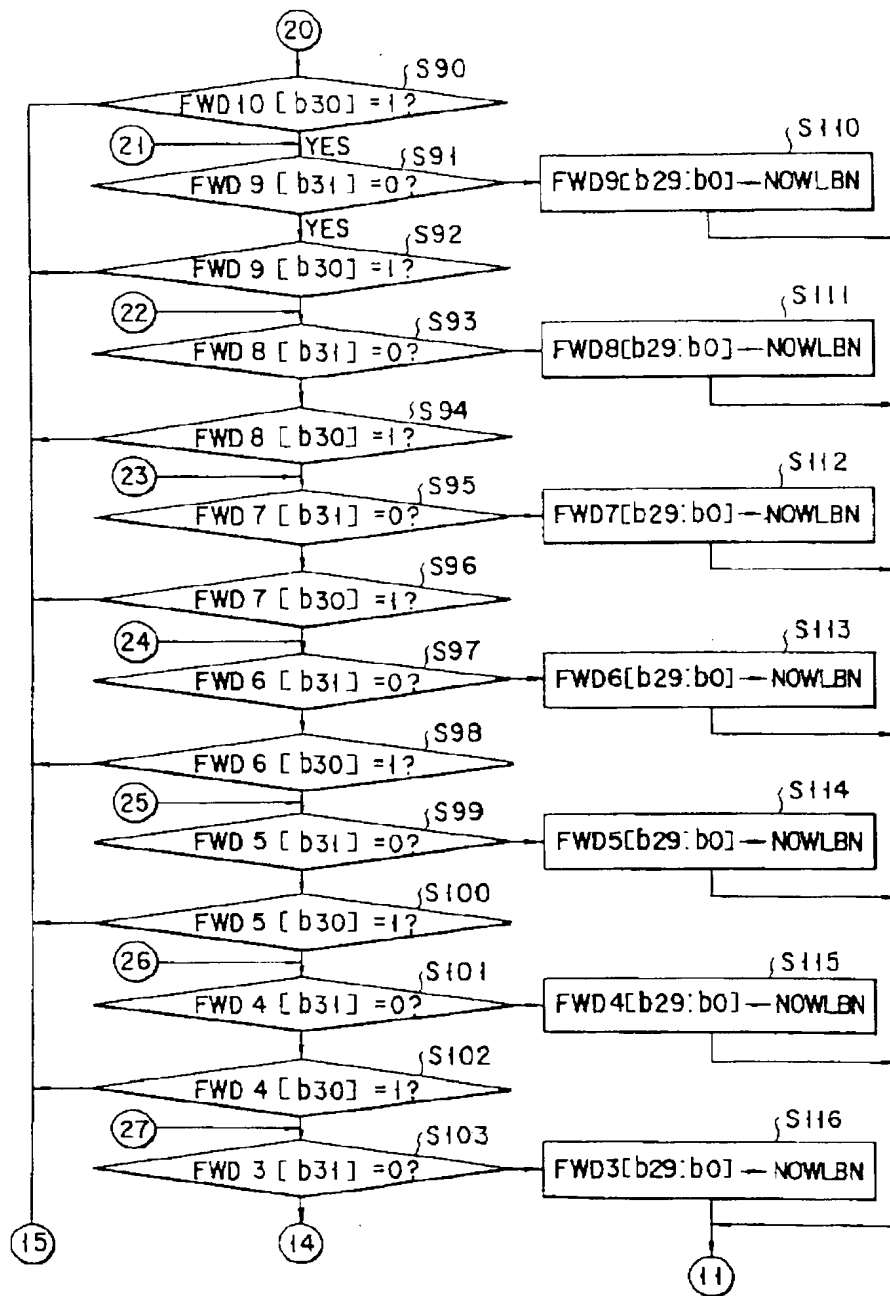 20
S90
FWD10 [b30] =1?
21
YES
S91
FWD 9 [b31] =0?
S110
FWD9[b29:b0]—NOWLBN
YES
S92
FWD 9 [b30] =1?
22
S93
FWD 8 [b31] =0?
S111
FWD8[b29:b0]—NOWLBN
S94
FWD 8 [b30] =1?
23
S95
FWD 7 [b31] =0?
S112
FWD7[b29:b0]—NOWLBN
S96
FWD 7 [b30] =1?
24
S97
FWD 6 [b31] =0?
S113
FWD6[b29:b0]—NOWLBN
S98
FWD 6 [b30] =1?
25
S99
FWD 5 [b31] =0?
S114
FWD5[b29:b0]—NOWLBN
S100
FWD 5 [b30] =1?
26
S101
FWD 4 [b31] =0?
S115
FWD4[b29:b0]—NOWLBN
S102
FWD 4 [b30] =1?
27
S103
FWD 3 [b31] =0?
S116
FWD3[b29:b0]—NOWLBN
15
14
11